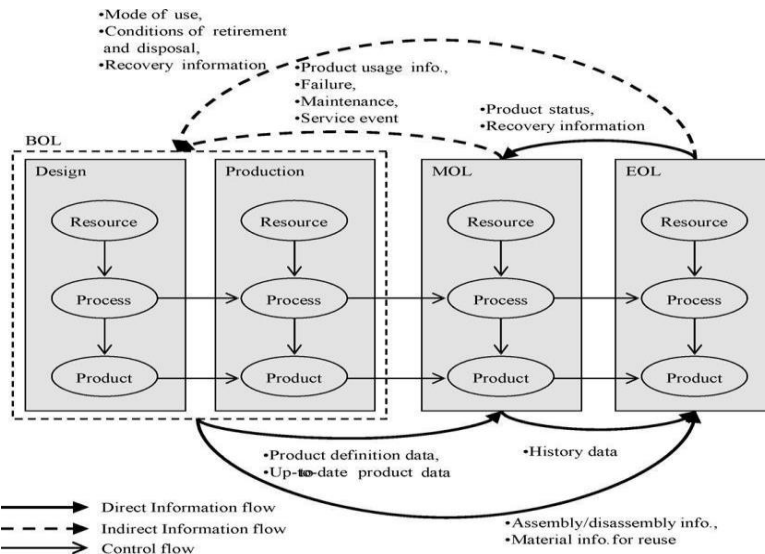 •Mode of use,
•Conditions of retirement
and disposal,
•Recovery information
•Product usage info.,
•Failure,
•Maintenance,
•Service event
•Product status,
•Recovery information
BOL
Design
Production
MOL
EOL
Resource
Resource
Resource
Resource
Process
Process
Process
Process
Product
Product
Product
Product
•Product definition data,
•Up-to-date product data
•History data
•Assembly/disassembly info.,
•Material info. for reuse
Direct Information flow
Indirect Information flow
Control flow